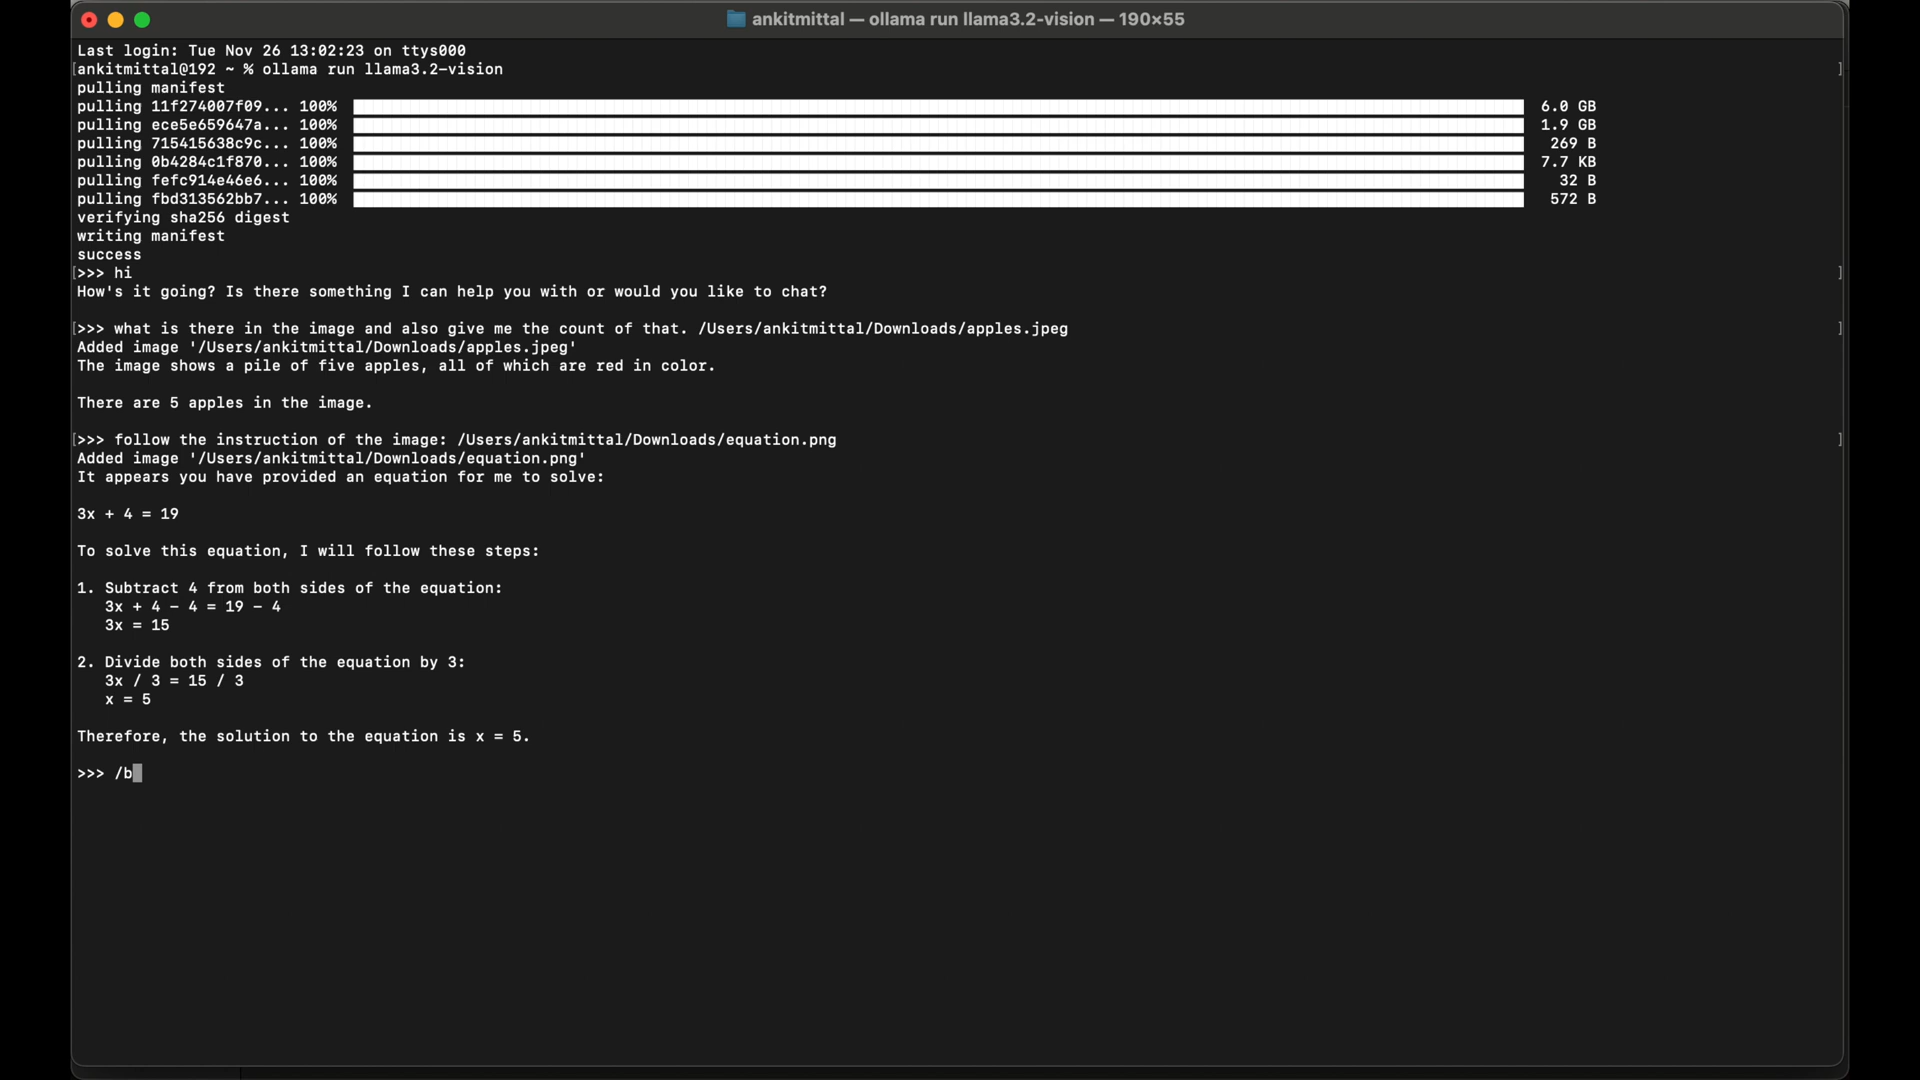 ankitmittal — ollama run llama3.2-vision — 190×55
Last login: Tue Nov 26 13:02:23 on ttys000
[ankitmittal@192 ~ % ollama run llama3.2-vision ]
pulling manifest
pulling 11f274007f09... 100% 6.0 GB
pulling ece5e659647a... 100% 1.9 GB
pulling 715415638c9c... 100% 269 B
pulling 0b4284c1f870... 100% 7.7 KB
pulling fefc914e46e6... 100% 32 B
pulling fbd313562bb7... 100% 572 B
verifying sha256 digest
writing manifest
success
[>>> hi ]
How's it going? Is there something I can help you with or would you like to chat?
[>>> what is there in the image and also give me the count of that. /Users/ankitmittal/Downloads/apples.jpeg ]
Added image '/Users/ankitmittal/Downloads/apples.jpeg'
The image shows a pile of five apples, all of which are red in color.
There are 5 apples in the image.
[>>> follow the instruction of the image: /Users/ankitmittal/Downloads/equation.png ]
Added image '/Users/ankitmittal/Downloads/equation.png'
It appears you have provided an equation for me to solve:
3x + 4 = 19
To solve this equation, I will follow these steps:
1. Subtract 4 from both sides of the equation:
3x + 4 - 4 = 19 - 4
3x = 15
2. Divide both sides of the equation by 3:
3x / 3 = 15 / 3
x = 5
Therefore, the solution to the equation is x = 5.
>>> /b